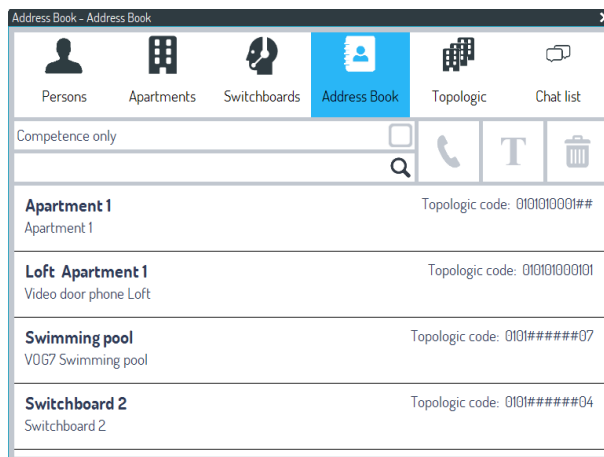 Address Book - Address Book
Persons Apartments Switchboards Address Book Topologic Chat list
Competence only
T
Apartment 1 Topologic code: 0101010001##
Apartment 1
Loft Apartment 1 Topologic code: 010101000101
Video door phone Loft
Swimming pool Topologic code: 0101######07
VOG7 Swimming pool
Switchboard 2 Topologic code: 0101######04
Switchboard 2